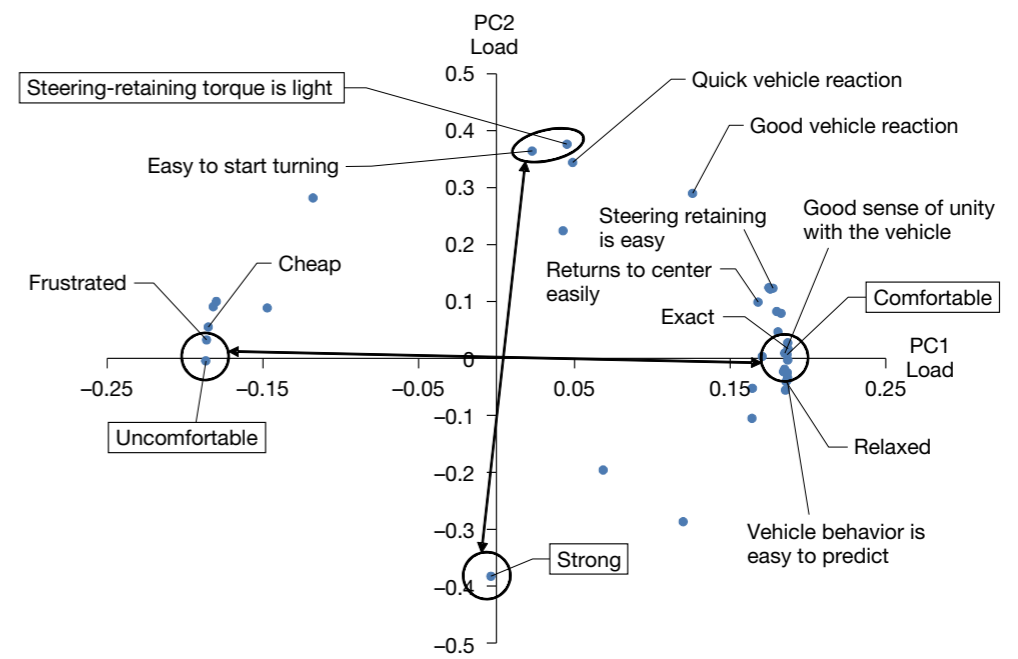 PC2
Load
0.5
Steering-retaining torque is light
Quick vehicle reaction
0.4
Good vehicle reaction
Easy to start turning
0.3
Steering retaining
is easy
Good sense of unity
with the vehicle
0.2
Cheap
Returns to center
easily
Frustrated
0.1
Exact
Comfortable
0
PC1
Load
−0.25
−0.15
−0.05
0.05
0.15
0.25
−0.1
Uncomfortable
Relaxed
−0.2
−0.3
Vehicle behavior is
easy to predict
Strong
−0.4
−0.5